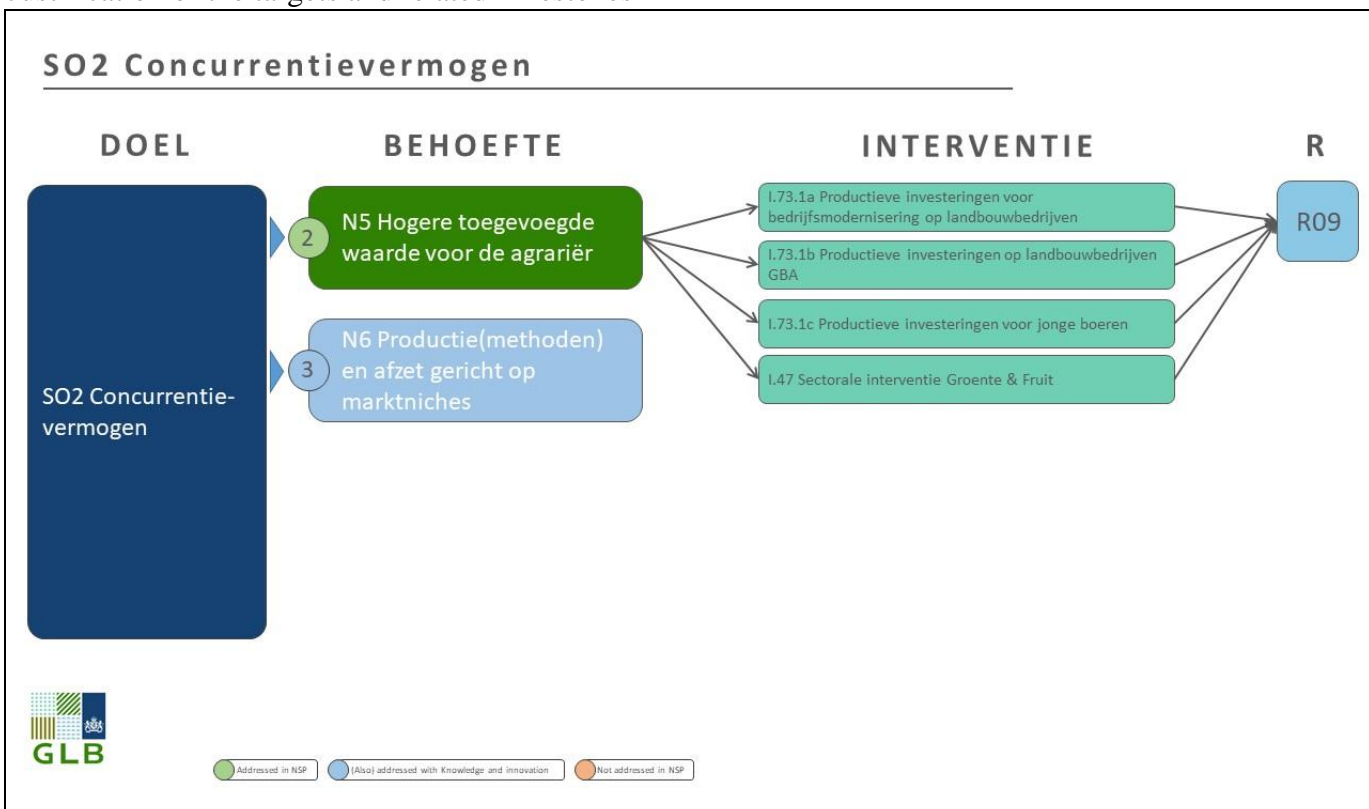 SO2 Concurrentievermogen
DOEL
BEHOEFTE
INTERVENTIE
R
SO2 Concurrentie-
vermogen
2
N5 Hogere toegevoegde
waarde voor de agrariër
3
N6 Productie(methoden)
en afzet gericht op
marktniches
I.73.1a Productieve investeringen voor
bedrijfsmodernisering op landbouwbedrijven
I.73.1b Productieve investeringen op landbouwbedrijven
GBA
I.73.1c Productieve investeringen voor jonge boeren
I.47 Sectorale interventie Groente & Fruit
R09
GLB
Addressed in NSP
(Also) addressed with Knowledge and innovation
Not addressed in NSP